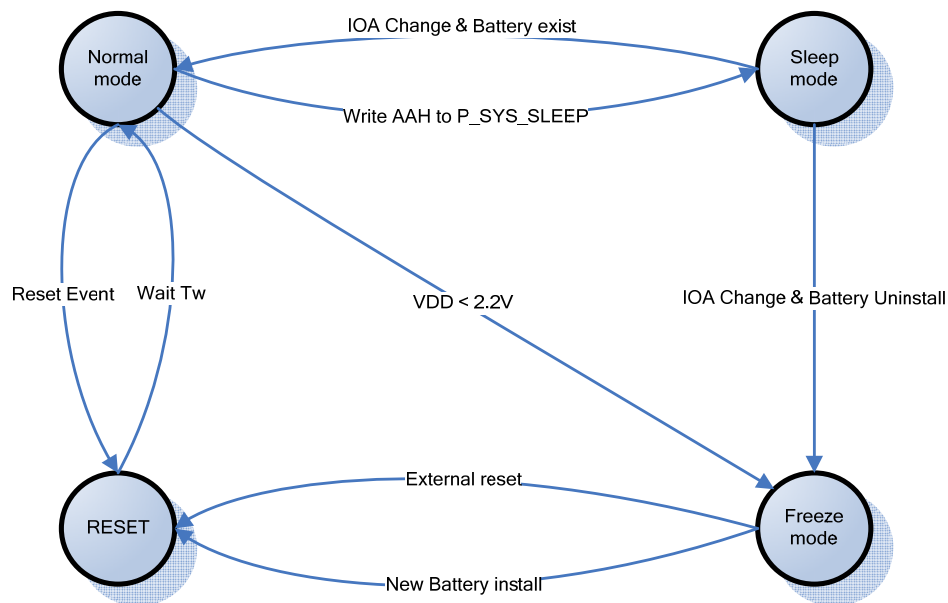 IOA Change & Battery exist
Normal
mode
Sleep
mode
Write AAH to P_SYS_SLEEP
Reset Event
Wait Tw
VDD < 2.2V
IOA Change & Battery Uninstall
External reset
RESET
Freeze
mode
New Battery install